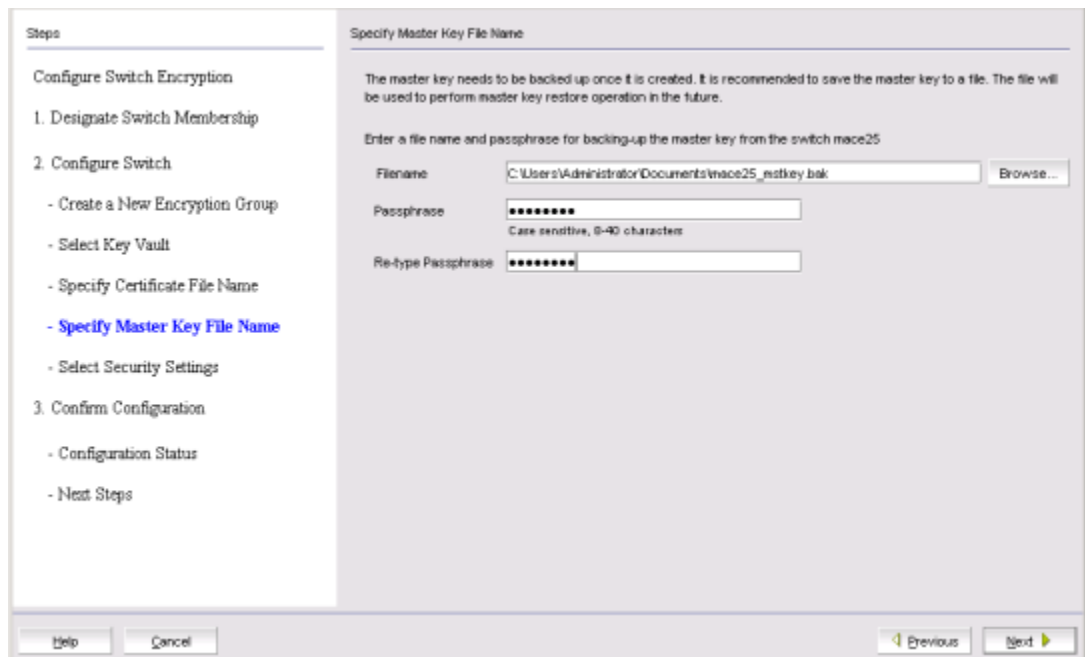 Steps
Configure Switch Encryption
1. Designate Switch Membership
2. Configure Switch
- Create a New Encryption Group
- Select Key Vault
- Specify Certificate File Name
- Specify Master Key File Name
- Select Security Settings
3. Confirm Configuration
- Configuration Status
- Next Steps
Specify Master Key File Name
The master key needs to be backed up once it is created. It is recommended to save the master key to a file. The file will
be used to perform master key restore operation in the future.
Enter a file name and passphrase for backing-up the master key from the switch mace25
Filename C:\Users\Administrator\Documents\mace25_mstkey.bak Browse...
Passphrase ••••••••
Case sensitive, 8-40 characters
Re-type Passphrase ••••••••
Help Cancel Previous Next